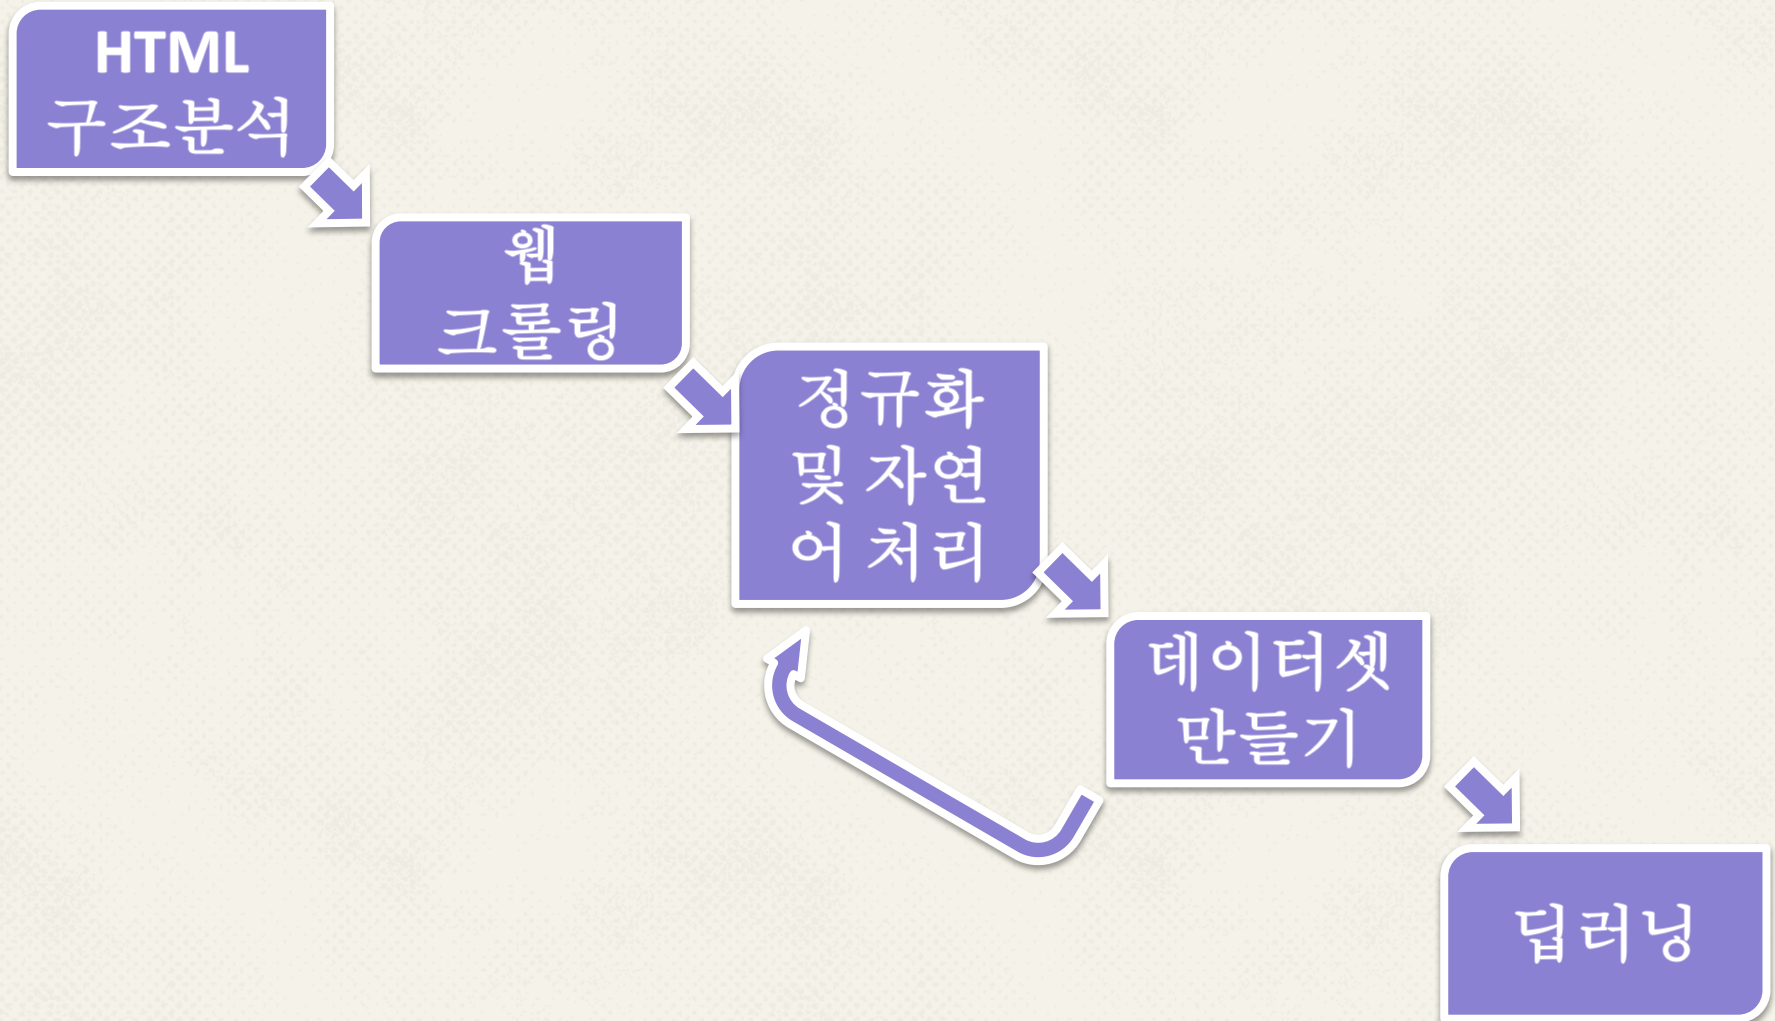 HTML
구조분석
웹
크롤링
정규화
및 자연
어 처리
데이터셋
만들기
딥러닝